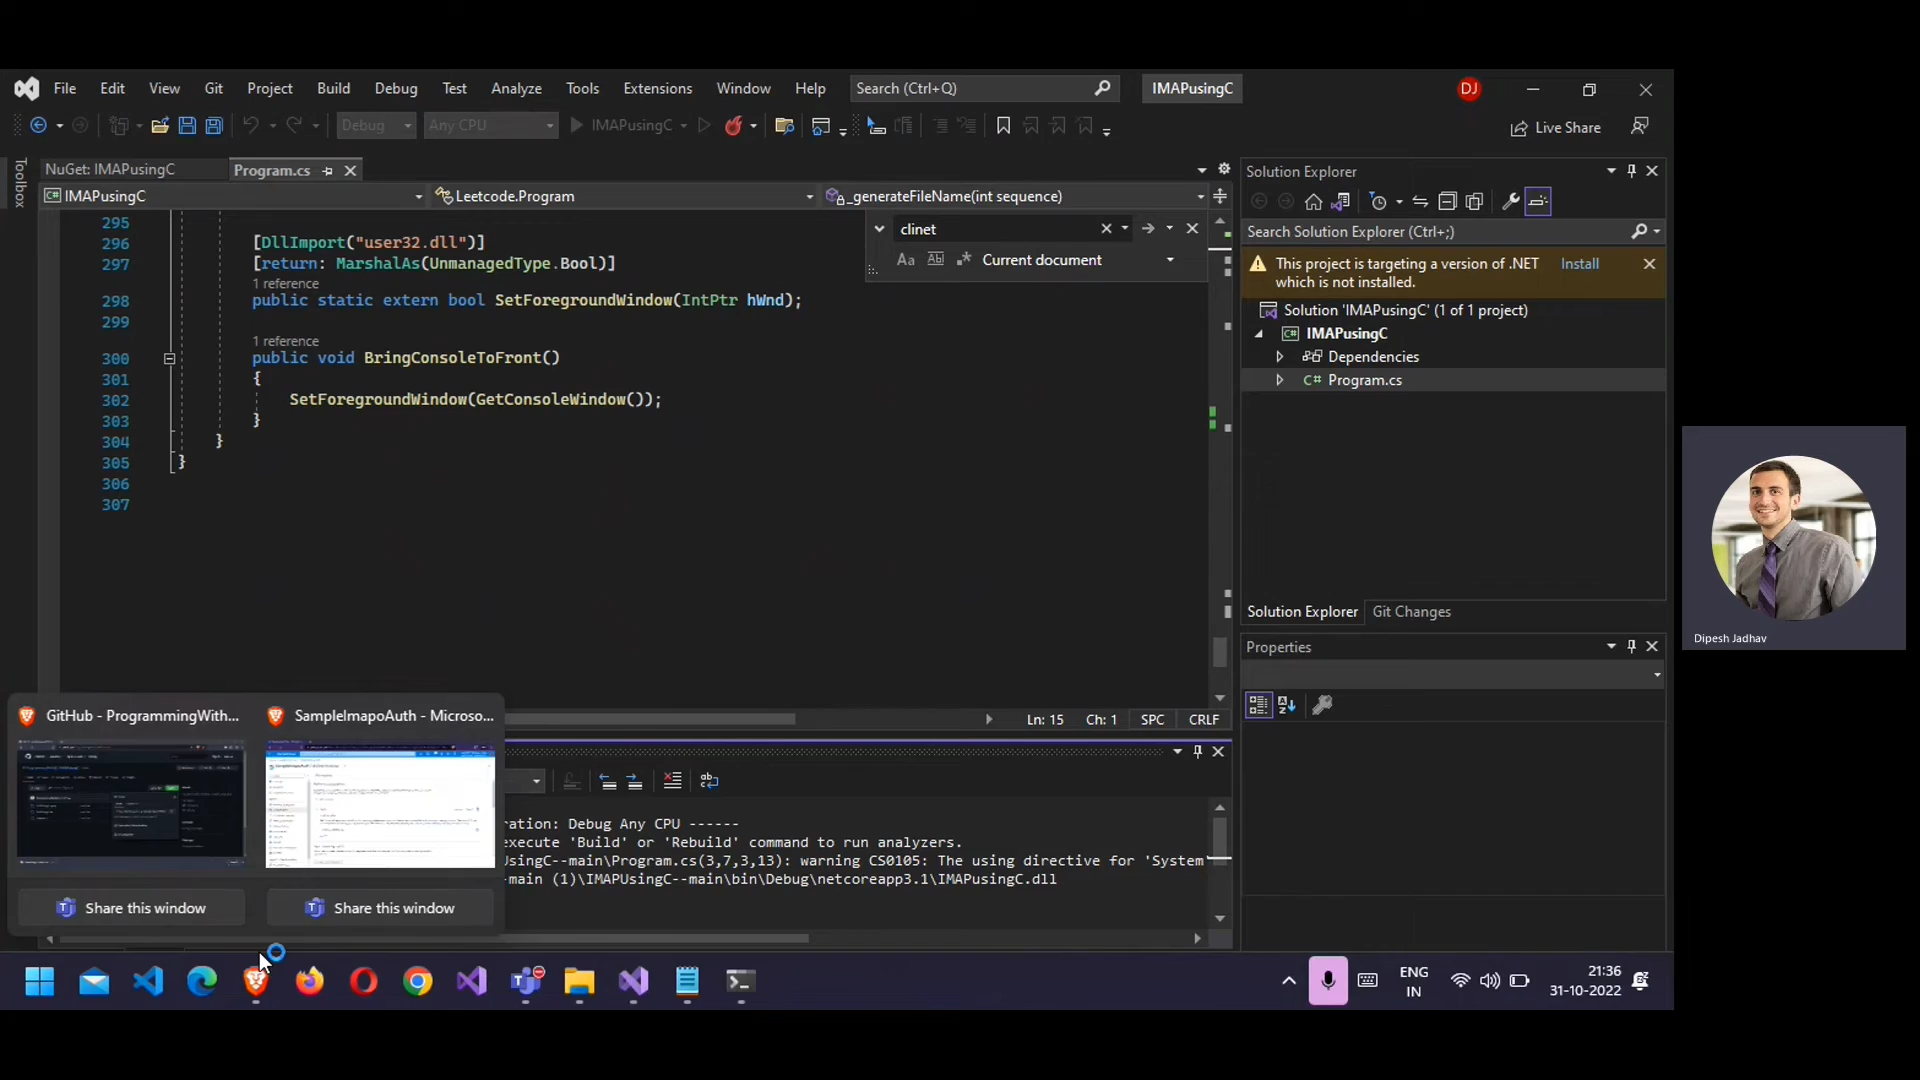 File Edit View Git Project Build Debug Test Analyze Tools Extensions Window Help Search (Ctrl+Q) IMAPusingC DJ
Debug Any CPU IMAPusingC Live Share
Toolbox
NuGet: IMAPusingC Program.cs
IMAPusingC Leetcode.Program _generateFileName(int sequence)
clinet
Aa Ab Current document
295
296 [DllImport("user32.dll")]
297 [return: MarshalAs(UnmanagedType.Bool)]
1 reference
298 public static extern bool SetForegroundWindow(IntPtr hWnd);
299
1 reference
300 public void BringConsoleToFront()
301 {
302 SetForegroundWindow(GetConsoleWindow());
303 }
304 }
305 }
306
307
Ln: 15 Ch: 1 SPC CRLF
ration: Debug Any CPU ------
xecute 'Build' or 'Rebuild' command to run analyzers.
UsingC--main\Program.cs(3,7,3,13): warning CS0105: The using directive for 'System
-main (1)\IMAPUsingC--main\bin\Debug\netcoreapp3.1\IMAPusingC.dll
Solution Explorer
Search Solution Explorer (Ctrl+;)
This project is targeting a version of .NET Install
which is not installed.
Solution 'IMAPusingC' (1 of 1 project)
C# IMAPusingC
Dependencies
C# Program.cs
Solution Explorer Git Changes
Properties
Dipesh Jadhav
GitHub - ProgrammingWith... SampleImapoAuth - Microso...
Share this window Share this window
ENG
IN
21:36
31-10-2022